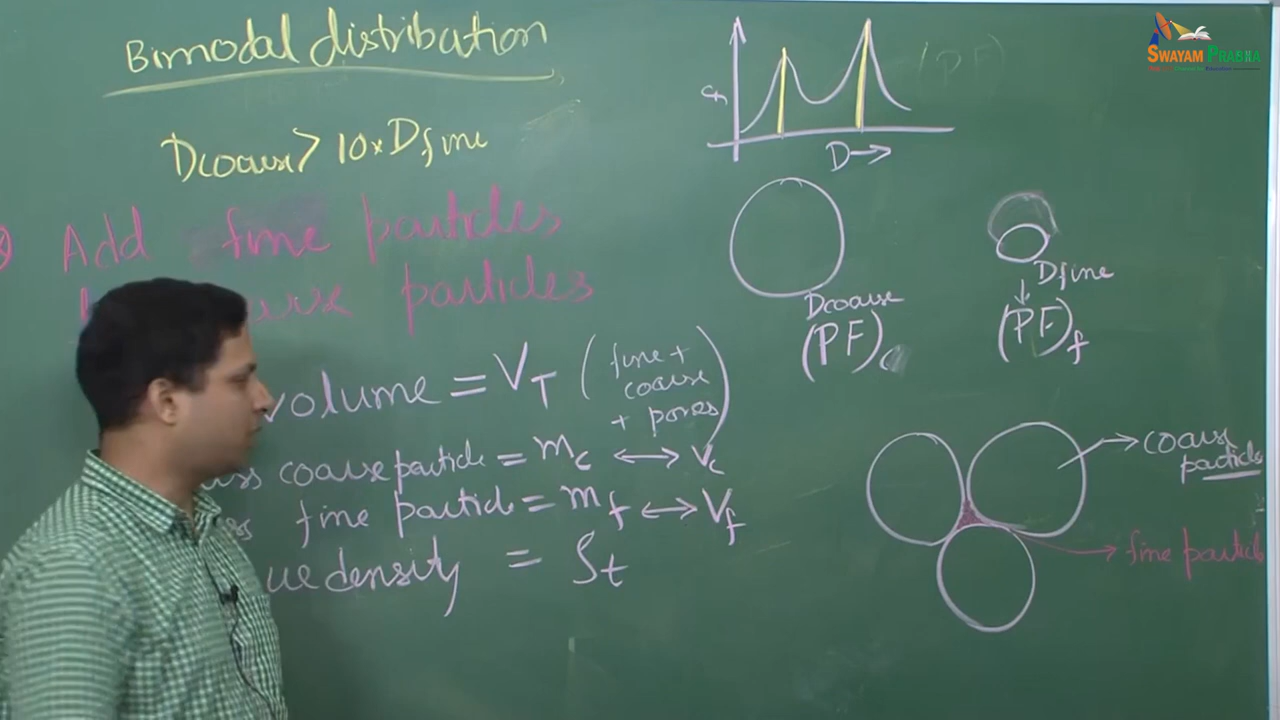 Bimodal distribution
Dcoarse > 10 x Dfine
Add fine particles
particles
volume = VT (fine + coarse + pores)
coarse particle = mc ↔ Vc
fine particle = mf ↔ Vf
density = ρt
D →
(PF)
Dcoarse
(PF)c
Dfine
(PF)f
coarse
particles
fine particle
SWAYAM PRABHA